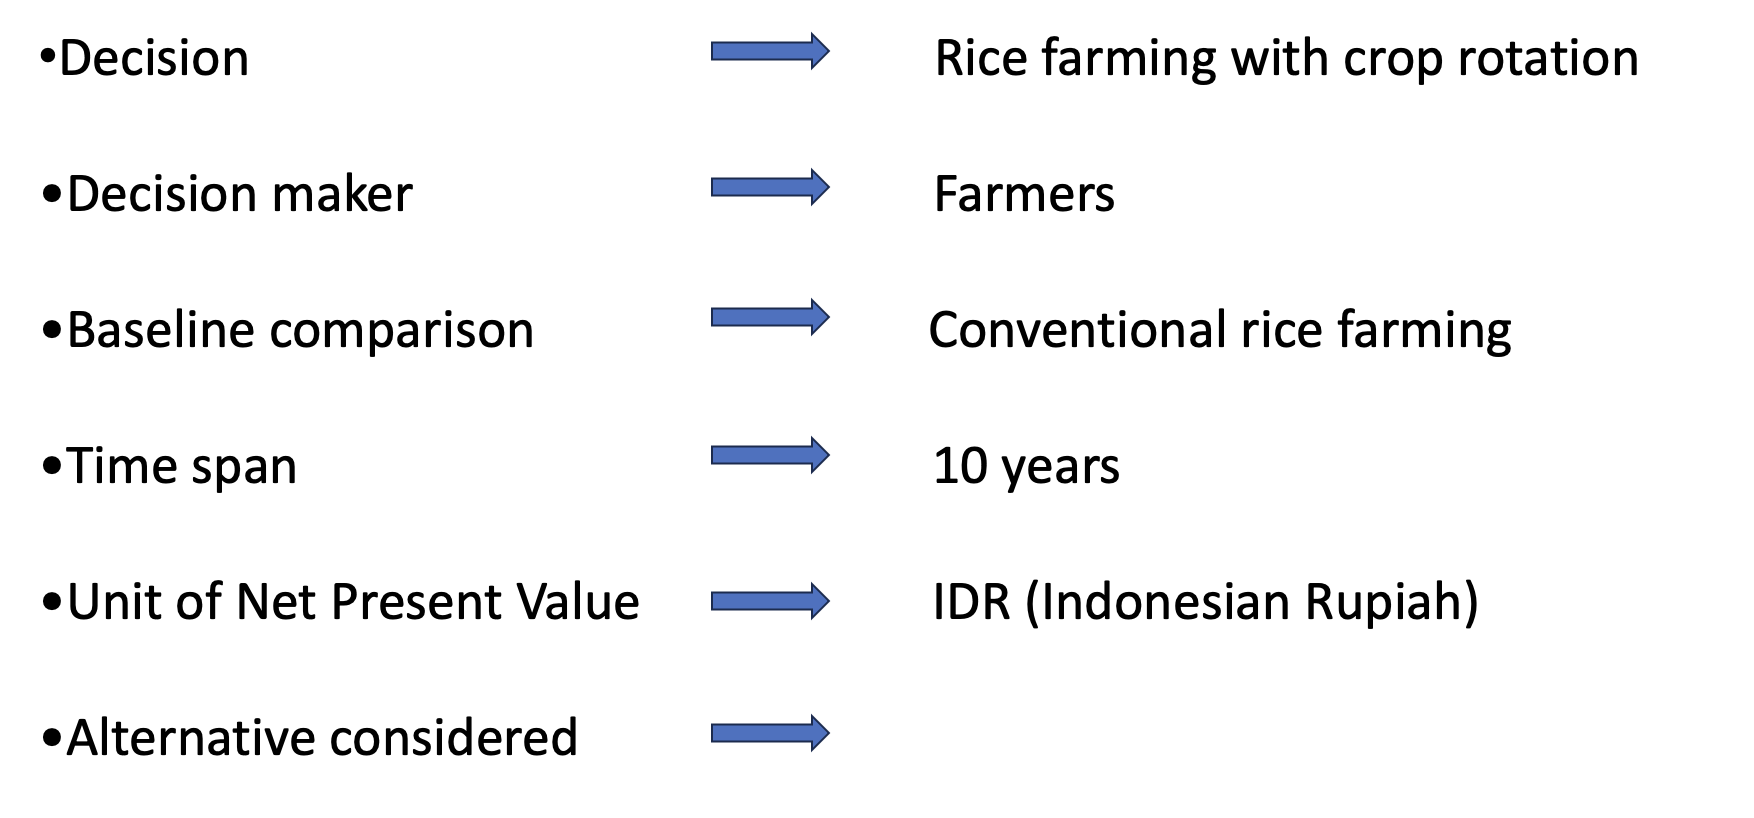 •Decision Rice farming with crop rotation
•Decision maker Farmers
•Baseline comparison Conventional rice farming
•Time span 10 years
•Unit of Net Present Value IDR (Indonesian Rupiah)
•Alternative considered